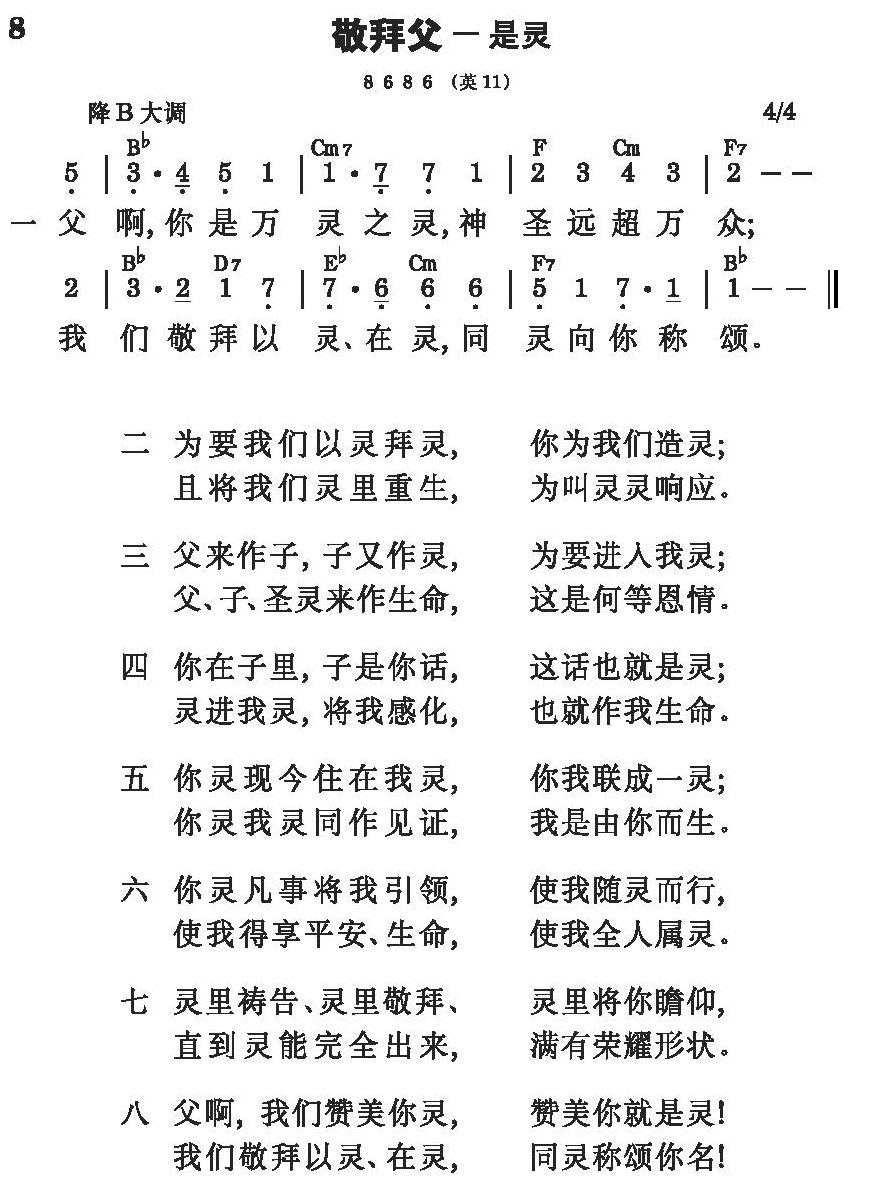 8
敬拜父 — 是灵
8 6 8 6 （英 11）
降 B 大调 4/4
B♭ Cm7 F Cm F7
5 | 3 · 4 5 1 | 1 · 7 7 1 | 2 3 4 3 | 2 — —
一 父 啊, 你 是 万 灵 之 灵, 神 圣 远 超 万 众;
B♭ D7 E♭ Cm F7 B♭
2 | 3 · 2 1 7 | 7 · 6 6 6 | 5 1 7 · 1 | 1 — — ‖
我 们 敬 拜 以 灵、在 灵, 同 灵 向 你 称 颂。
二 为要我们以灵拜灵, 你为我们造灵;
且将我们灵里重生, 为叫灵灵响应。
三 父来作子, 子又作灵, 为要进入我灵;
父、子、圣灵来作生命, 这是何等恩情。
四 你在子里, 子是你话, 这话也就是灵;
灵进我灵, 将我感化, 也就作我生命。
五 你灵现今住在我灵, 你我联成一灵;
你灵我灵同作见证, 我是由你而生。
六 你灵凡事将我引领, 使我随灵而行,
使我得享平安、生命, 使我全人属灵。
七 灵里祷告、灵里敬拜、 灵里将你瞻仰,
直到灵能完全出来, 满有荣耀形状。
八 父啊, 我们赞美你灵, 赞美你就是灵!
我们敬拜以灵、在灵, 同灵称颂你名!